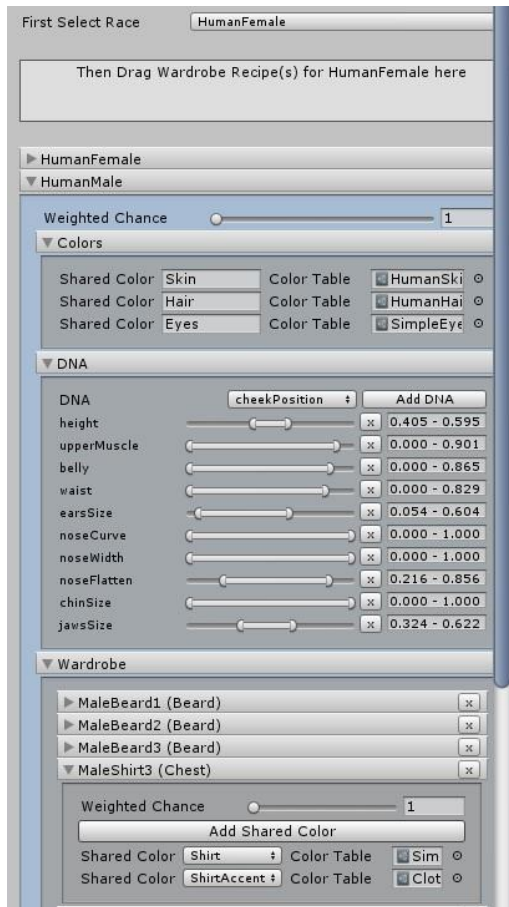 First Select Race HumanFemale
Then Drag Wardrobe Recipe(s) for HumanFemale here
HumanFemale
HumanMale
Weighted Chance 1
Colors
Shared Color Skin Color Table HumanSki
Shared Color Hair Color Table HumanHai
Shared Color Eyes Color Table SimpleEye
DNA
DNA cheekPosition Add DNA
height x 0.405 - 0.595
upperMuscle x 0.000 - 0.901
belly x 0.000 - 0.865
waist x 0.000 - 0.829
earsSize x 0.054 - 0.604
noseCurve x 0.000 - 1.000
noseWidth x 0.000 - 1.000
noseFlatten x 0.216 - 0.856
chinSize x 0.000 - 1.000
jawsSize x 0.324 - 0.622
Wardrobe
MaleBeard1 (Beard) x
MaleBeard2 (Beard) x
MaleBeard3 (Beard) x
MaleShirt3 (Chest) x
Weighted Chance 1
Add Shared Color
Shared Color Shirt Color Table Sim
Shared Color ShirtAccent Color Table Clot